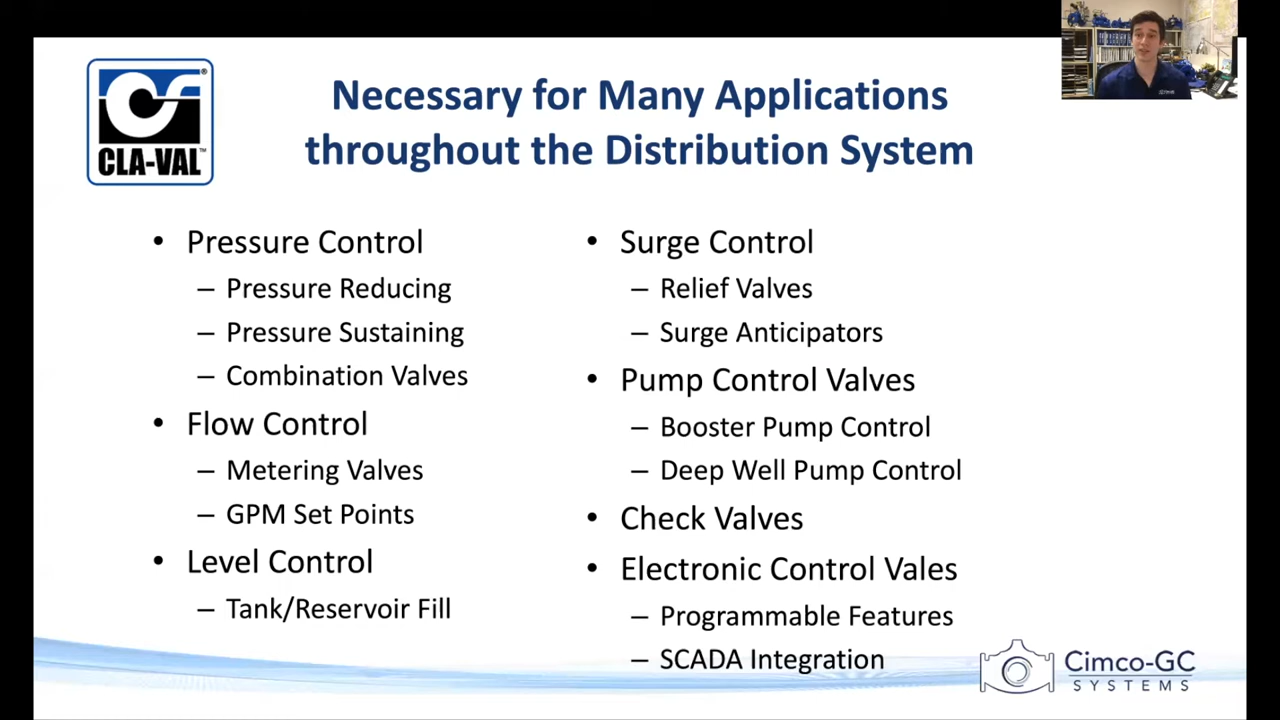 CLA-VAL
Necessary for Many Applications
throughout the Distribution System
• Pressure Control
– Pressure Reducing
– Pressure Sustaining
– Combination Valves
• Flow Control
– Metering Valves
– GPM Set Points
• Level Control
– Tank/Reservoir Fill
• Surge Control
– Relief Valves
– Surge Anticipators
• Pump Control Valves
– Booster Pump Control
– Deep Well Pump Control
• Check Valves
• Electronic Control Vales
– Programmable Features
– SCADA Integration
Cimco-GC
SYSTEMS